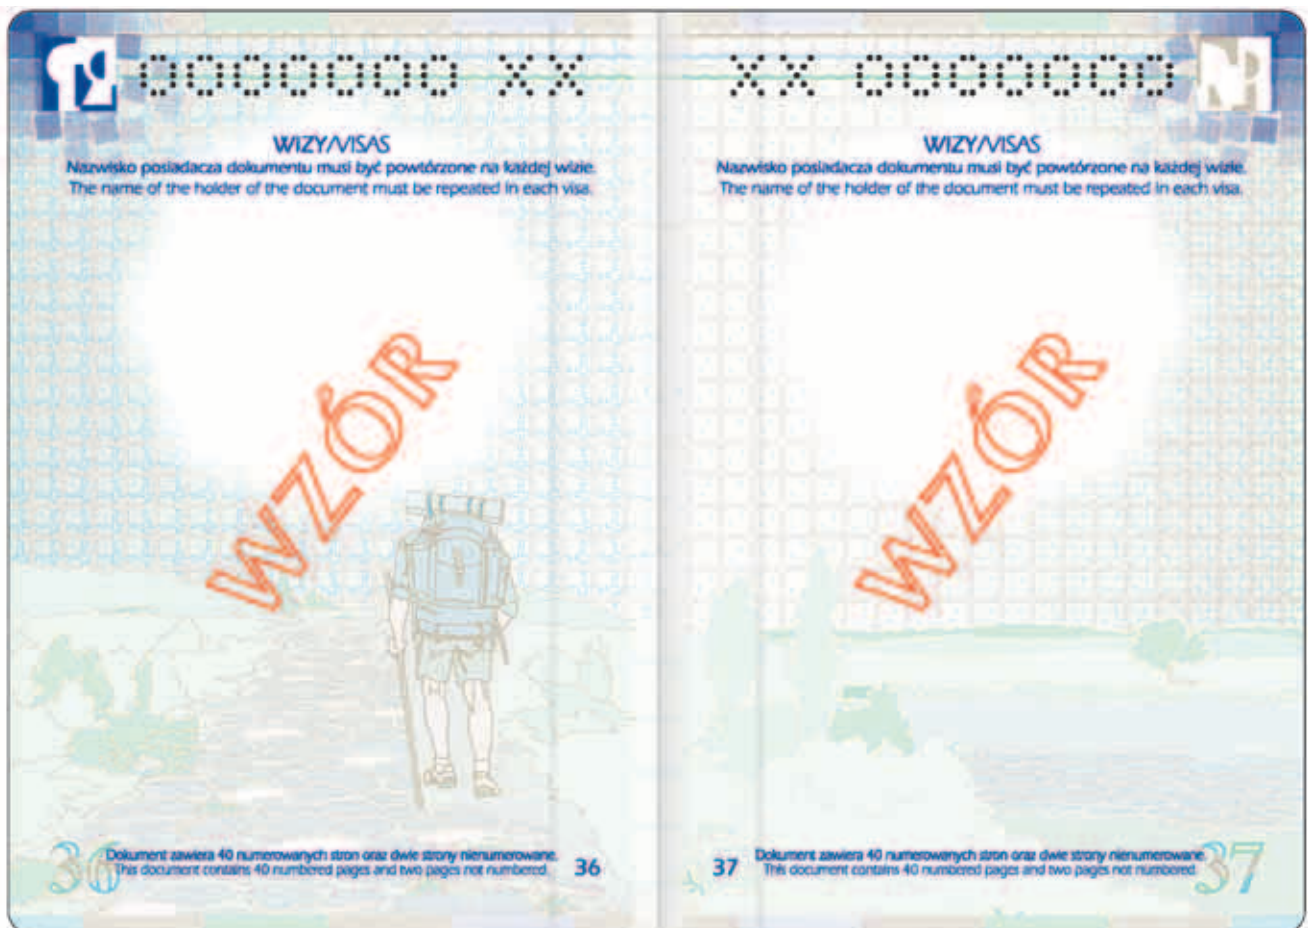 0000000 XX
WIZY/VISAS
Nazwisko posiadacza dokumentu musi być powtórzone na każdej wizie.
The name of the holder of the document must be repeated in each visa.
WZÓR
36
Dokument zawiera 40 numerowanych stron oraz dwie strony nienumerowane.
This document contains 40 numbered pages and two pages not numbered.
36
XX 0000000
WIZY/VISAS
Nazwisko posiadacza dokumentu musi być powtórzone na każdej wizie.
The name of the holder of the document must be repeated in each visa.
WZÓR
37
Dokument zawiera 40 numerowanych stron oraz dwie strony nienumerowane.
This document contains 40 numbered pages and two pages not numbered.
37